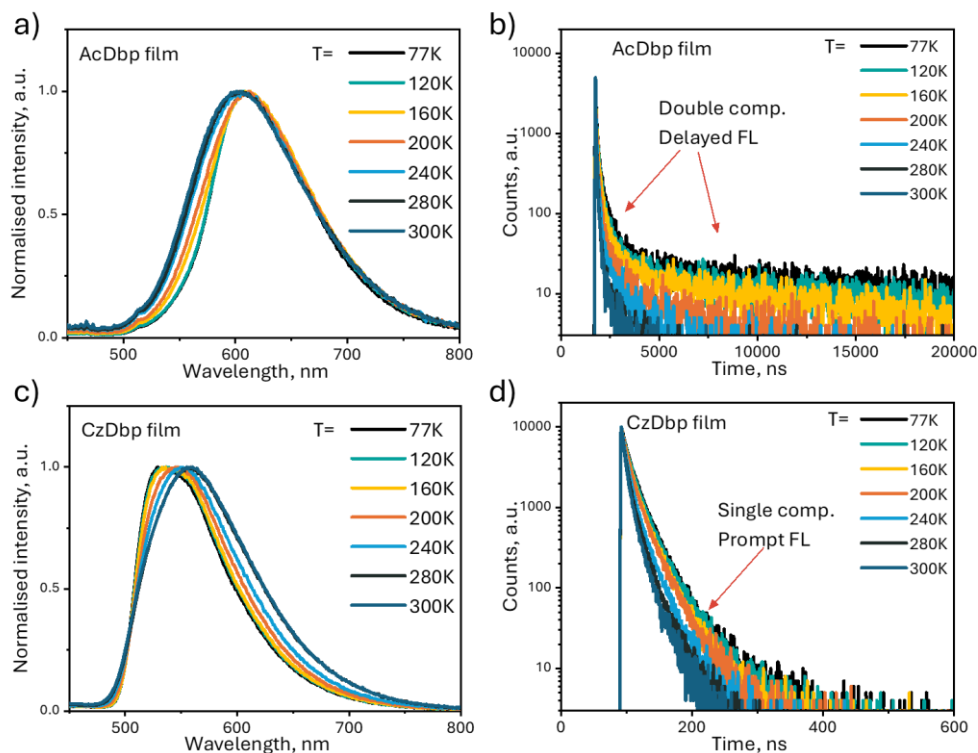 a)
AcDbp film
T=
77K
120K
160K
200K
240K
280K
300K
Normalised intensity, a.u.
1.0
0.5
0.0
500
600
700
800
Wavelength, nm
b)
AcDbp film
T=
77K
120K
160K
200K
240K
280K
300K
Double comp.
Delayed FL
Counts, a.u.
10000
1000
100
10
0
5000
10000
15000
20000
Time, ns
c)
CzDbp film
T=
77K
120K
160K
200K
240K
280K
300K
Normalised intensity, a.u.
1.0
0.5
0.0
500
600
700
800
Wavelength, nm
d)
CzDbp film
T=
77K
120K
160K
200K
240K
280K
300K
Single comp.
Prompt FL
Counts, a.u.
10000
1000
100
10
0
200
400
600
Time, ns